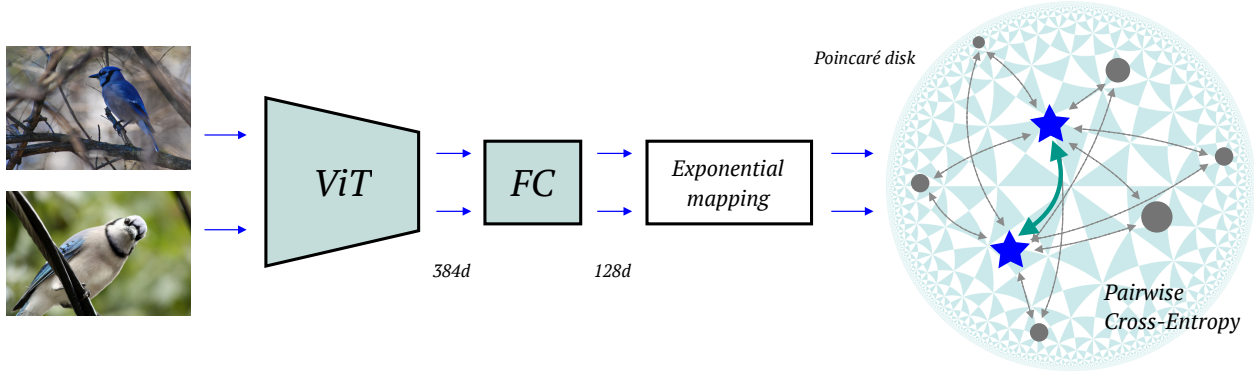 ViT
384d
FC
128d
Exponential
mapping
Poincaré disk
Pairwise
Cross-Entropy